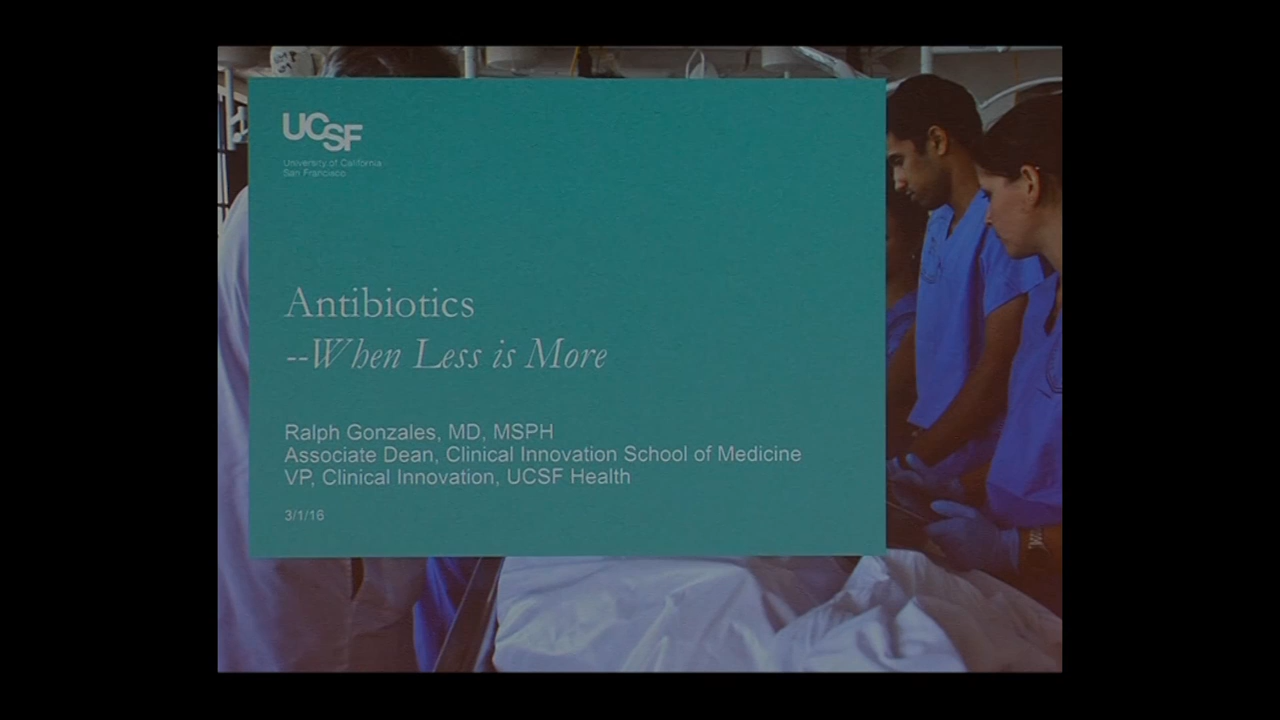 UCSF
University of California
San Francisco
Antibiotics
--When Less is More
Ralph Gonzales, MD, MSPH
Associate Dean, Clinical Innovation School of Medicine
VP, Clinical Innovation, UCSF Health
3/1/16